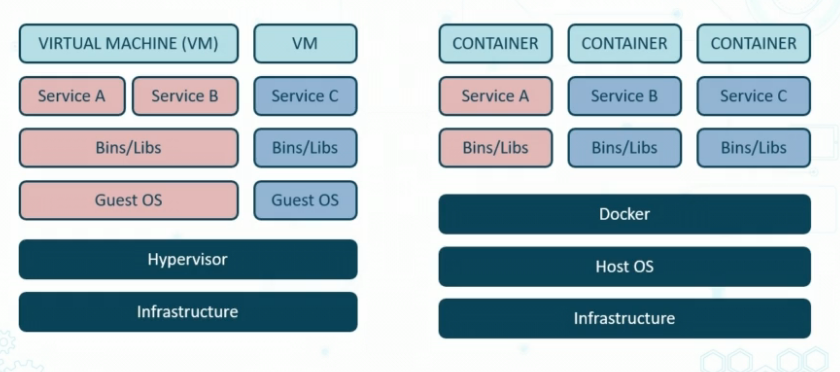 VIRTUAL MACHINE (VM)
VM
Service A
Service B
Service C
Bins/Libs
Bins/Libs
Guest OS
Guest OS
Hypervisor
Infrastructure
CONTAINER
CONTAINER
CONTAINER
Service A
Service B
Service C
Bins/Libs
Bins/Libs
Bins/Libs
Docker
Host OS
Infrastructure